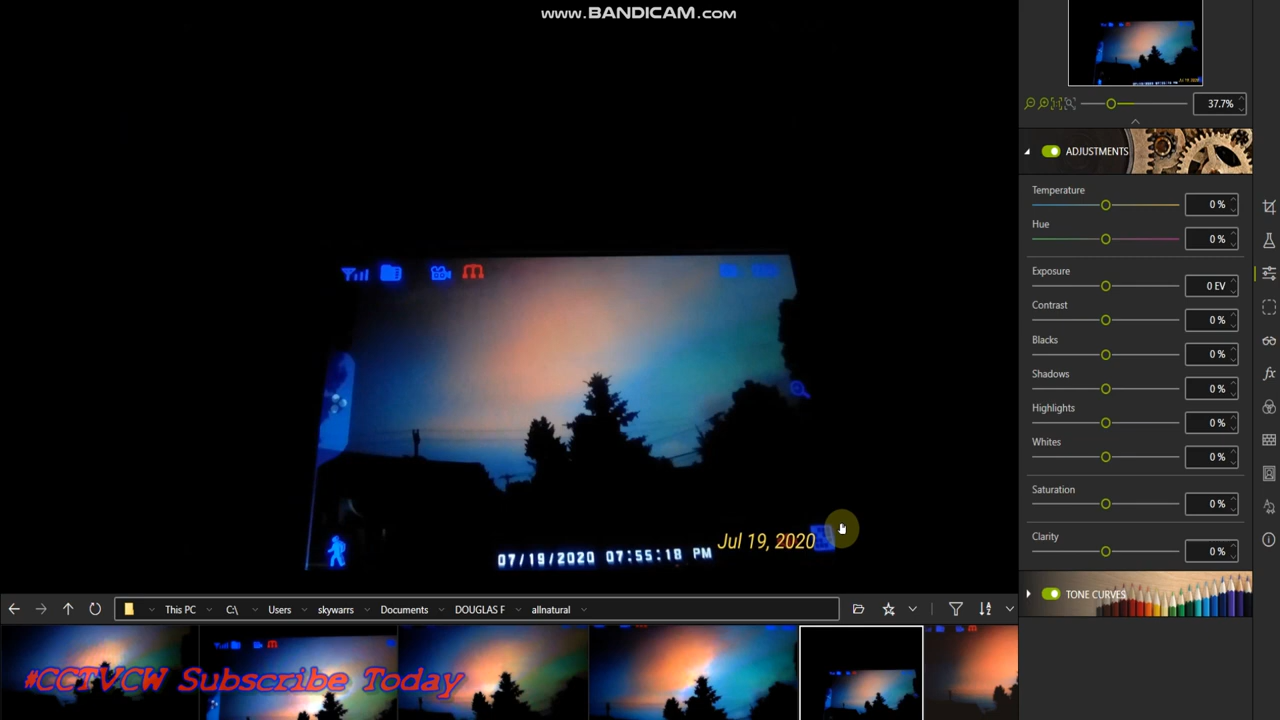 www.BANDICAM.com
37.7%
ADJUSTMENTS
Temperature
0 %
Hue
0 %
Exposure
0 EV
Contrast
0 %
Blacks
0 %
Shadows
0 %
Highlights
0 %
Whites
0 %
Saturation
0 %
Clarity
0 %
TONE CURVES
Jul 19, 2020
07/19/2020 07:55:18 PM
This PC C:\ Users skywarrs Documents DOUGLAS F allnatural
#CCTVCW Subscribe Today